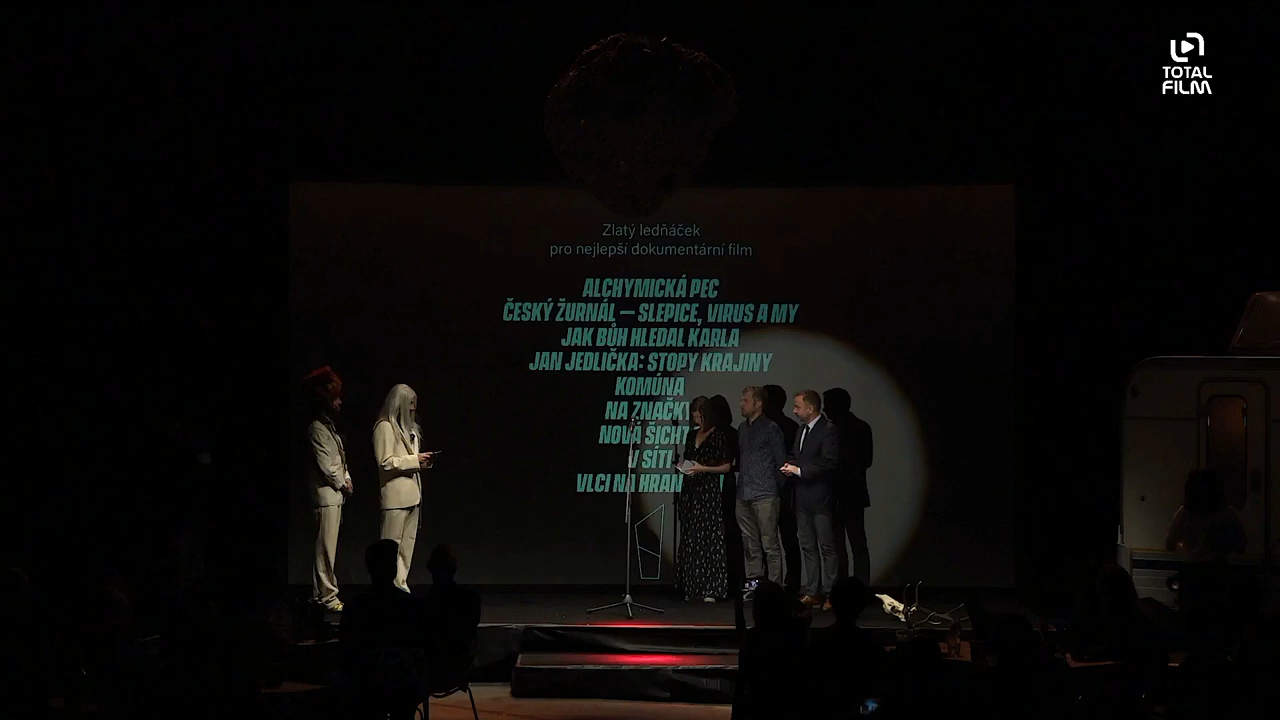 TOTAL
FILM
Zlatý ledňáček
pro nejlepší dokumentární film
ALCHYMICKÁ PEC
ČESKÝ ŽURNÁL — SLEPICE, VIRUS A MY
JAK BŮH HLEDAL KARLA
JAN JEDLIČKA: STOPY KRAJINY
KOMÚNA
NA ZNAČKY
NOVÁ ŠICHT
V SÍTI
VLCI NA HRAN